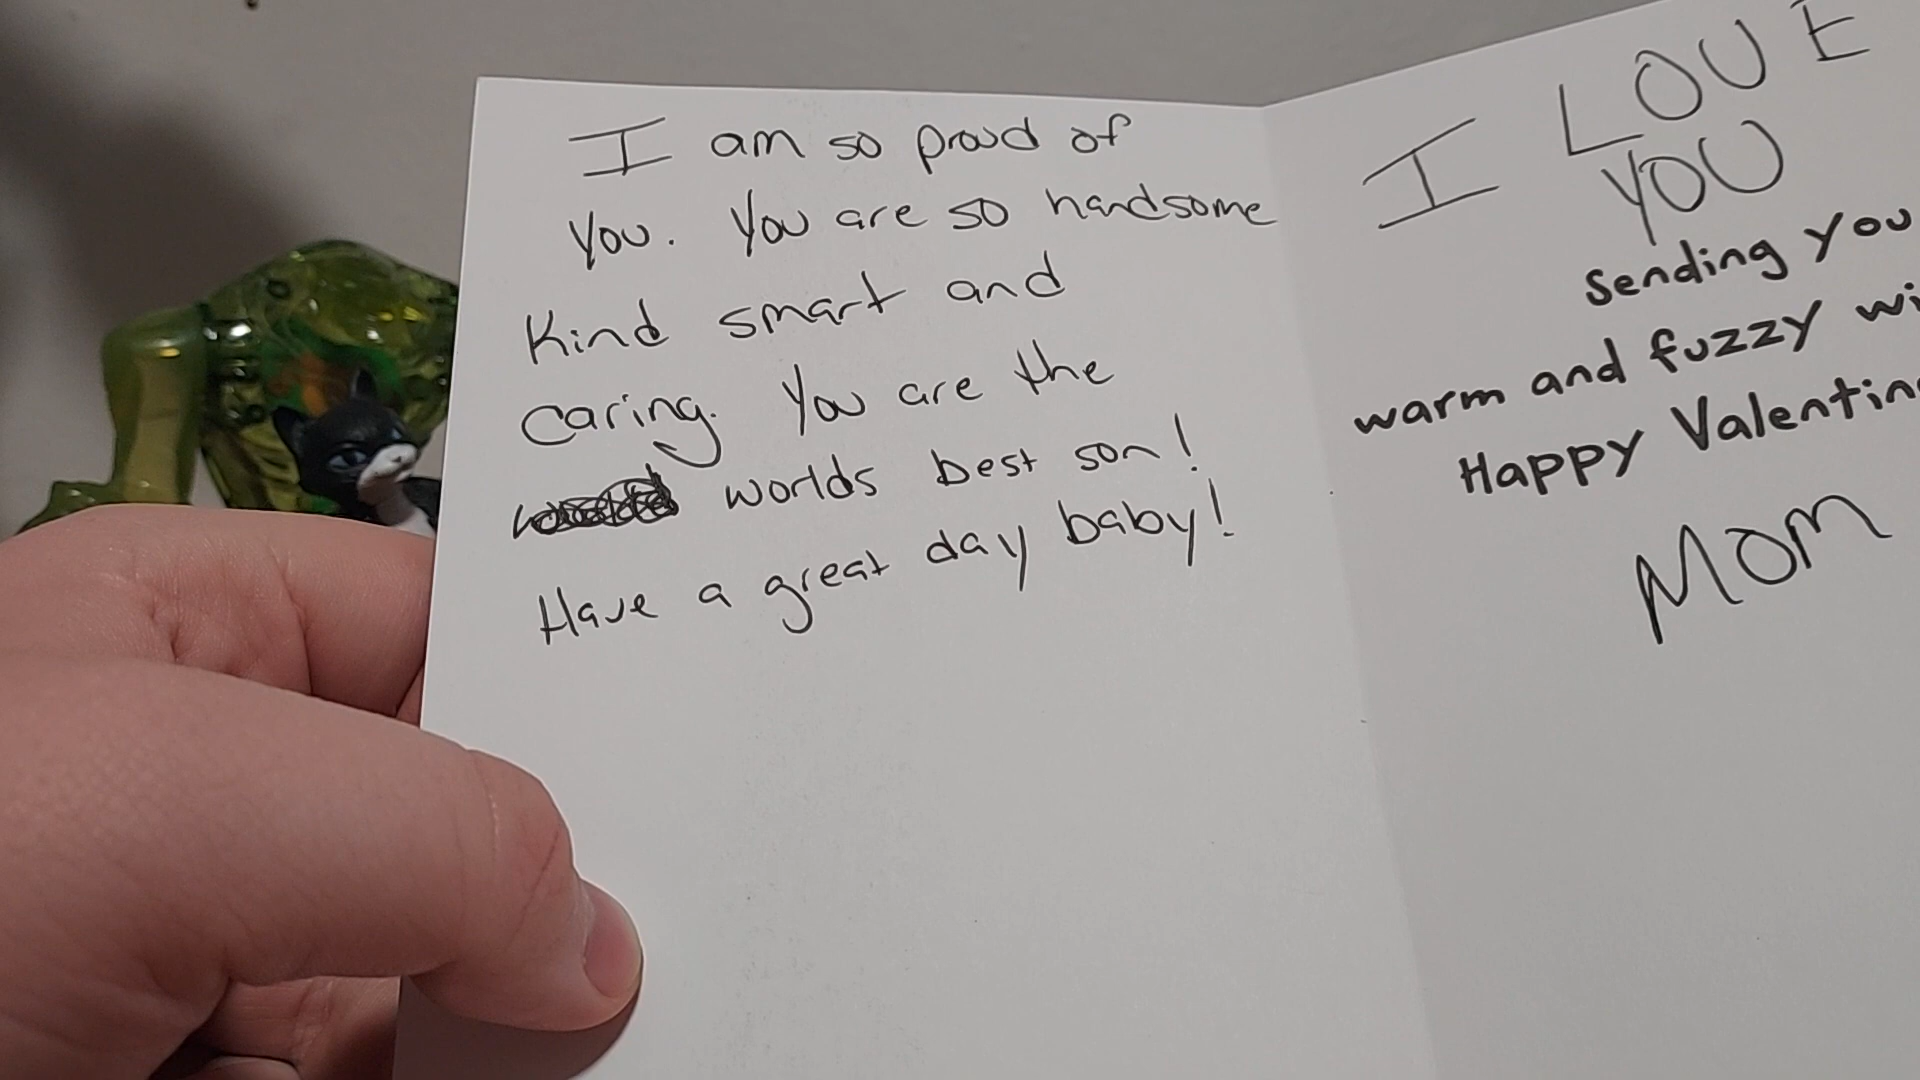 I am so proud of
You. You are so handsome
Kind smart and
caring. You are the
worlds best son!
Have a great day baby!
I LOVE
YOU
Sending you
warm and fuzzy
Happy
Mom